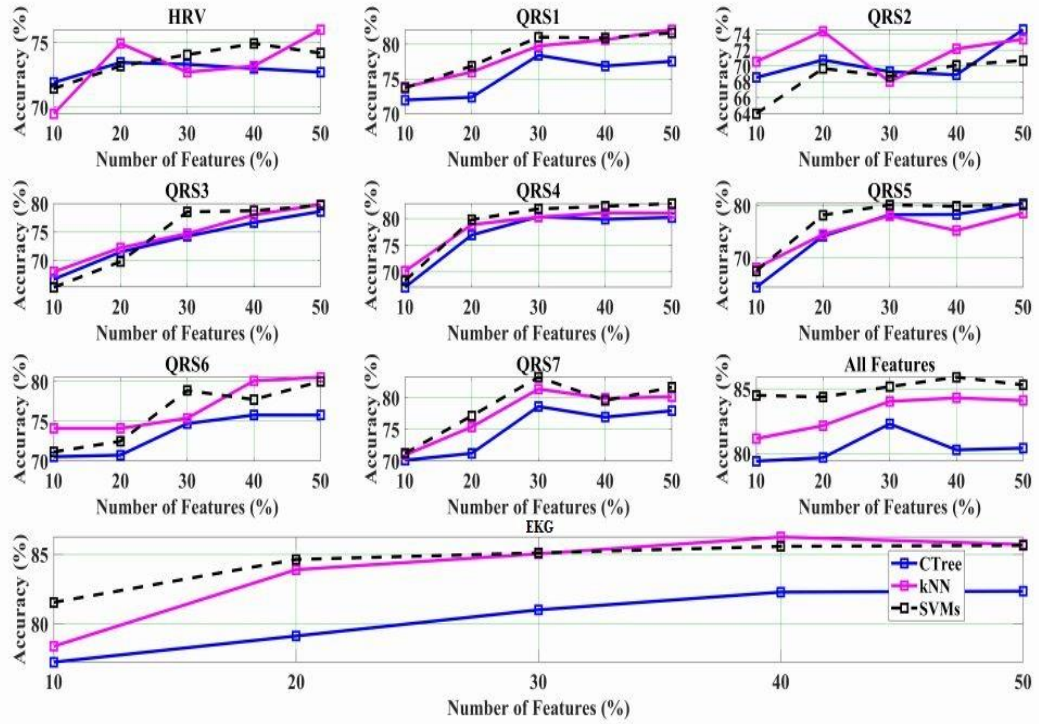 HRV
Accuracy (%)
75
70
10 20 30 40 50
Number of Features (%)
QRS1
Accuracy (%)
80
75
70
10 20 30 40 50
Number of Features (%)
QRS2
Accuracy (%)
74
72
70
68
66
64
10 20 30 40 50
Number of Features (%)
QRS3
Accuracy (%)
80
75
70
10 20 30 40 50
Number of Features (%)
QRS4
Accuracy (%)
80
70
10 20 30 40 50
Number of Features (%)
QRS5
Accuracy (%)
80
70
10 20 30 40 50
Number of Features (%)
QRS6
Accuracy (%)
80
75
70
10 20 30 40 50
Number of Features (%)
QRS7
Accuracy (%)
80
70
10 20 30 40 50
Number of Features (%)
All Features
Accuracy (%)
85
80
10 20 30 40 50
Number of Features (%)
EKG
Accuracy (%)
85
80
10 20 30 40 50
Number of Features (%)
CTree
kNN
SVMs